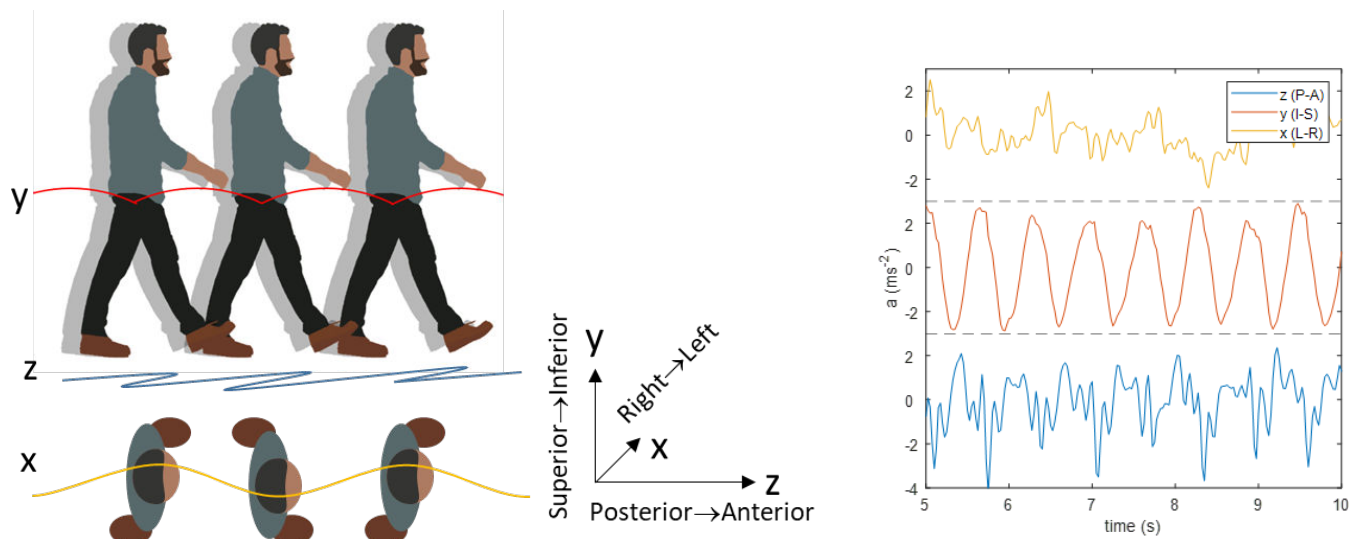 y
z
x
Superior→Inferior
y
Right→Left
x
z
Posterior→Anterior
z (P-A)
y (I-S)
x (L-R)
a (ms⁻²)
2
0
-2
2
0
-2
2
0
-2
-4
5 6 7 8 9 10
time (s)